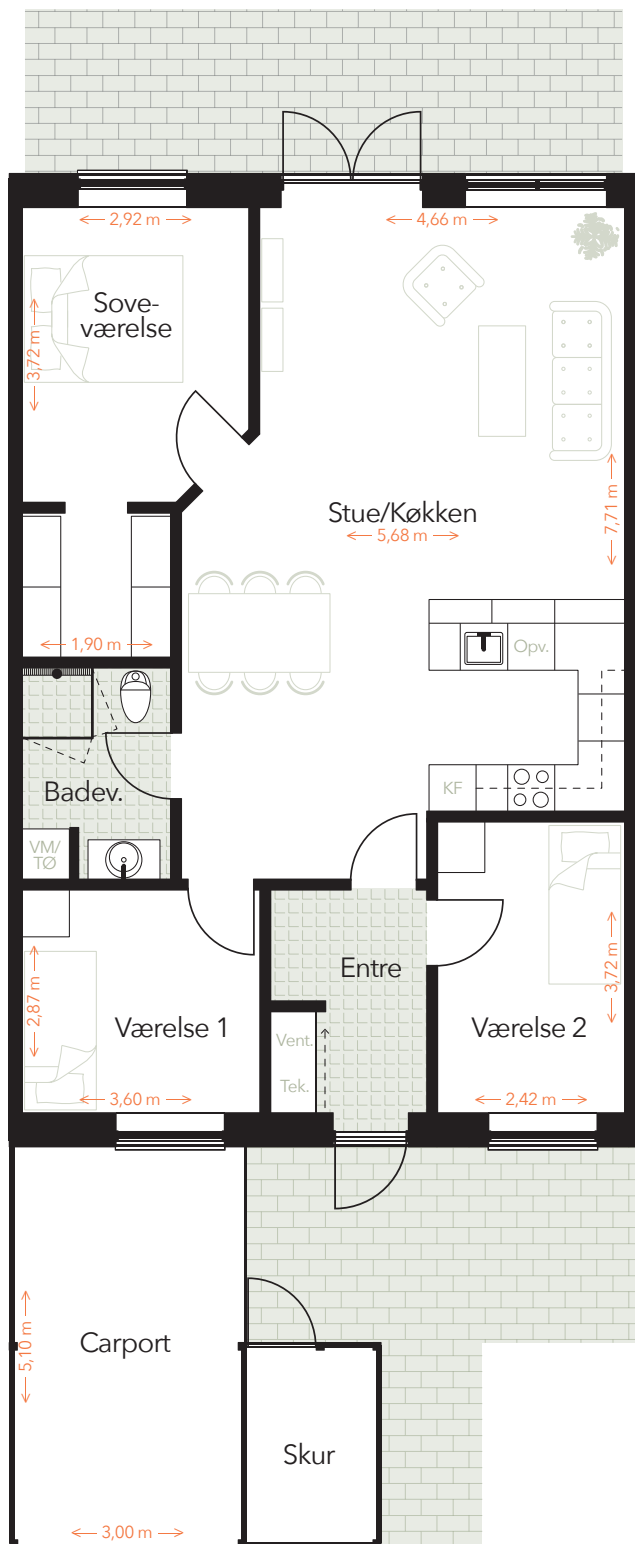 2,92 m
4,66 m
Sove-
værelse
3,72 m
Stue/Køkken
5,68 m
7,71 m
1,90 m
Opv.
Badev.
KF
VM/
TØ
Entre
2,87 m
3,72 m
Værelse 1
Værelse 2
Vent.
Tek.
3,60 m
2,42 m
5,10 m
Carport
Skur
3,00 m